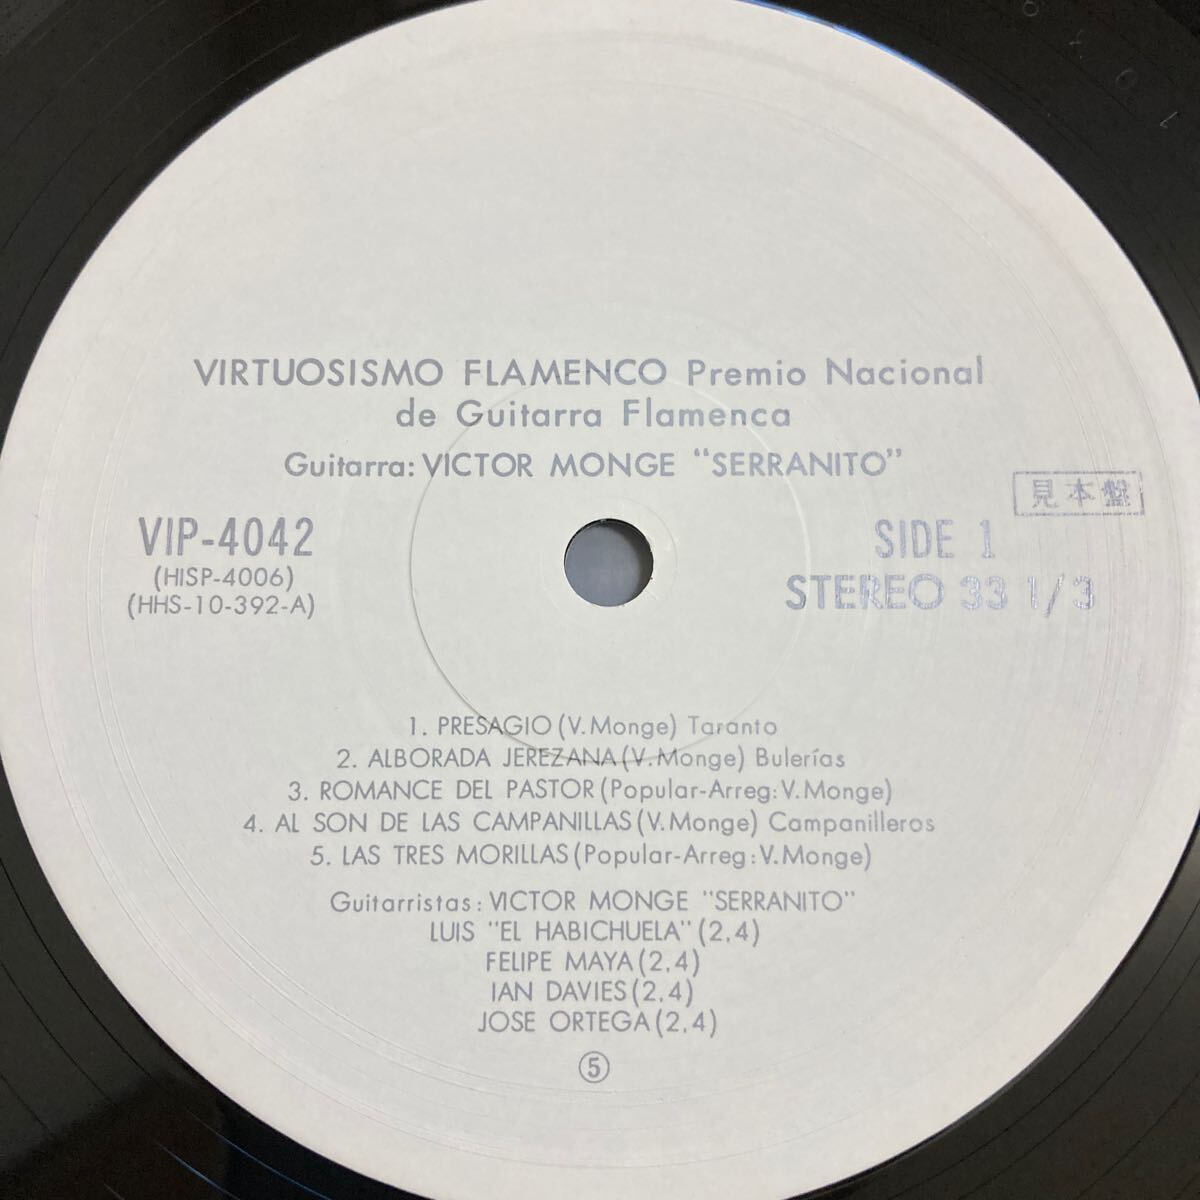 VIRTUOSISMO FLAMENCO Premio Nacional
de Guitarra Flamenca
Guitarra: VICTOR MONGE "SERRANITO"
見本盤
VIP-4042
(HISP-4006)
(HHS-10-392-A)
SIDE 1
STEREO 33 1/3
1. PRESAGIO (V.Monge) Taranto
2. ALBORADA JEREZANA (V.Monge) Bulerías
3. ROMANCE DEL PASTOR (Popular-Arreg: V.Monge)
4. AL SON DE LAS CAMPANILLAS (V.Monge) Campanilleros
5. LAS TRES MORILLAS (Popular-Arreg: V.Monge)
Guitarristas: VICTOR MONGE "SERRANITO"
LUIS "EL HABICHUELA" (2,4)
FELIPE MAYA (2,4)
IAN DAVIES (2,4)
JOSE ORTEGA (2,4)
⑤